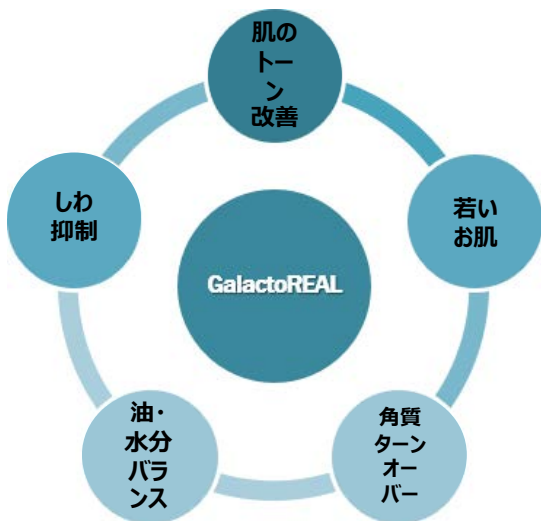 肌の
トー
ン
改善
しわ
抑制
若い
お肌
GalactoREAL
油・
水分
バラ
ンス
角質
ターン
オー
バー